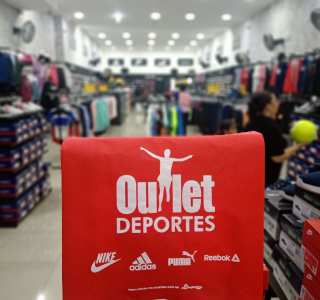 Outlet
DEPORTES
NIKE adidas PUMA Reebok